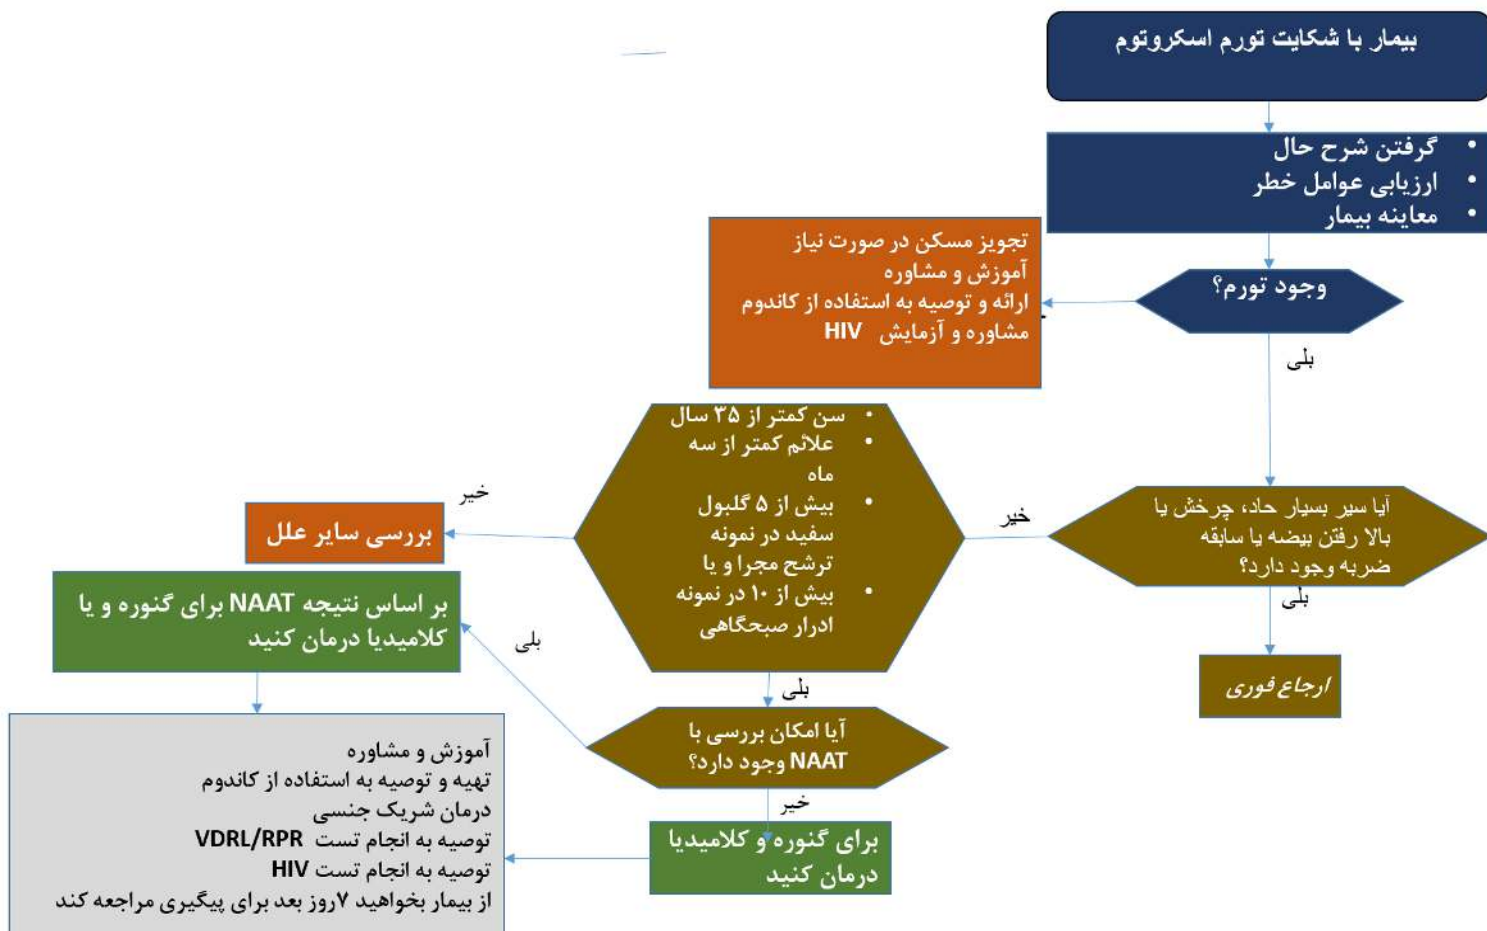 بیمار با شکایت تورم اسکروتوم
• گرفتن شرح حال
• ارزیابی عوامل خطر
• معاینه بیمار
وجود تورم؟
تجویز مسکن در صورت نیاز
آموزش و مشاوره
ارائه و توصیه به استفاده از کاندوم
مشاوره و آزمایش HIV
بلی
آیا سیر بسیار حاد، چرخش یا
بالا رفتن بیضه یا سابقه
ضربه وجود دارد؟
بلی
ارجاع فوری
خیر
• سن کمتر از ۳۵ سال
• علائم کمتر از سه
ماه
• بیش از ۵ گلبول
سفید در نمونه
ترشح مجرا و یا
• بیش از ۱۰ در نمونه
ادرار صبحگاهی
خیر
بررسی سایر علل
بلی
آیا امکان بررسی با
NAAT وجود دارد؟
بلی
بر اساس نتیجه NAAT برای گنوره و یا
کلامیدیا درمان کنید
خیر
برای گنوره و کلامیدیا
درمان کنید
آموزش و مشاوره
تهیه و توصیه به استفاده از کاندوم
درمان شریک جنسی
توصیه به انجام تست VDRL/RPR
توصیه به انجام تست HIV
از بیمار بخواهید ۷روز بعد برای پیگیری مراجعه کند